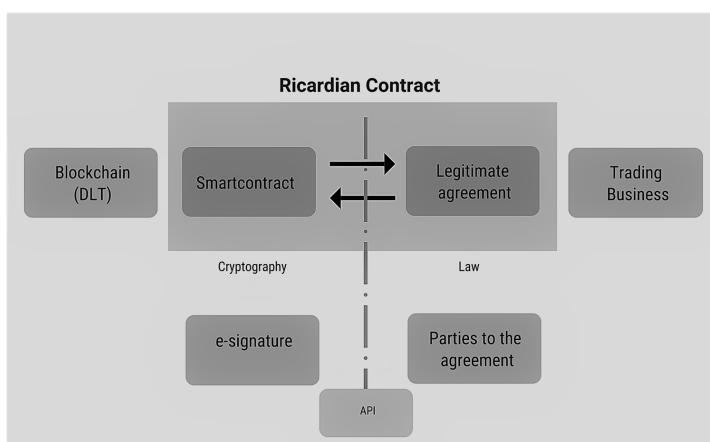 Ricardian Contract
Blockchain
(DLT)
Smartcontract
Legitimate
agreement
Trading
Business
Cryptography
Law
e-signature
Parties to the
agreement
API